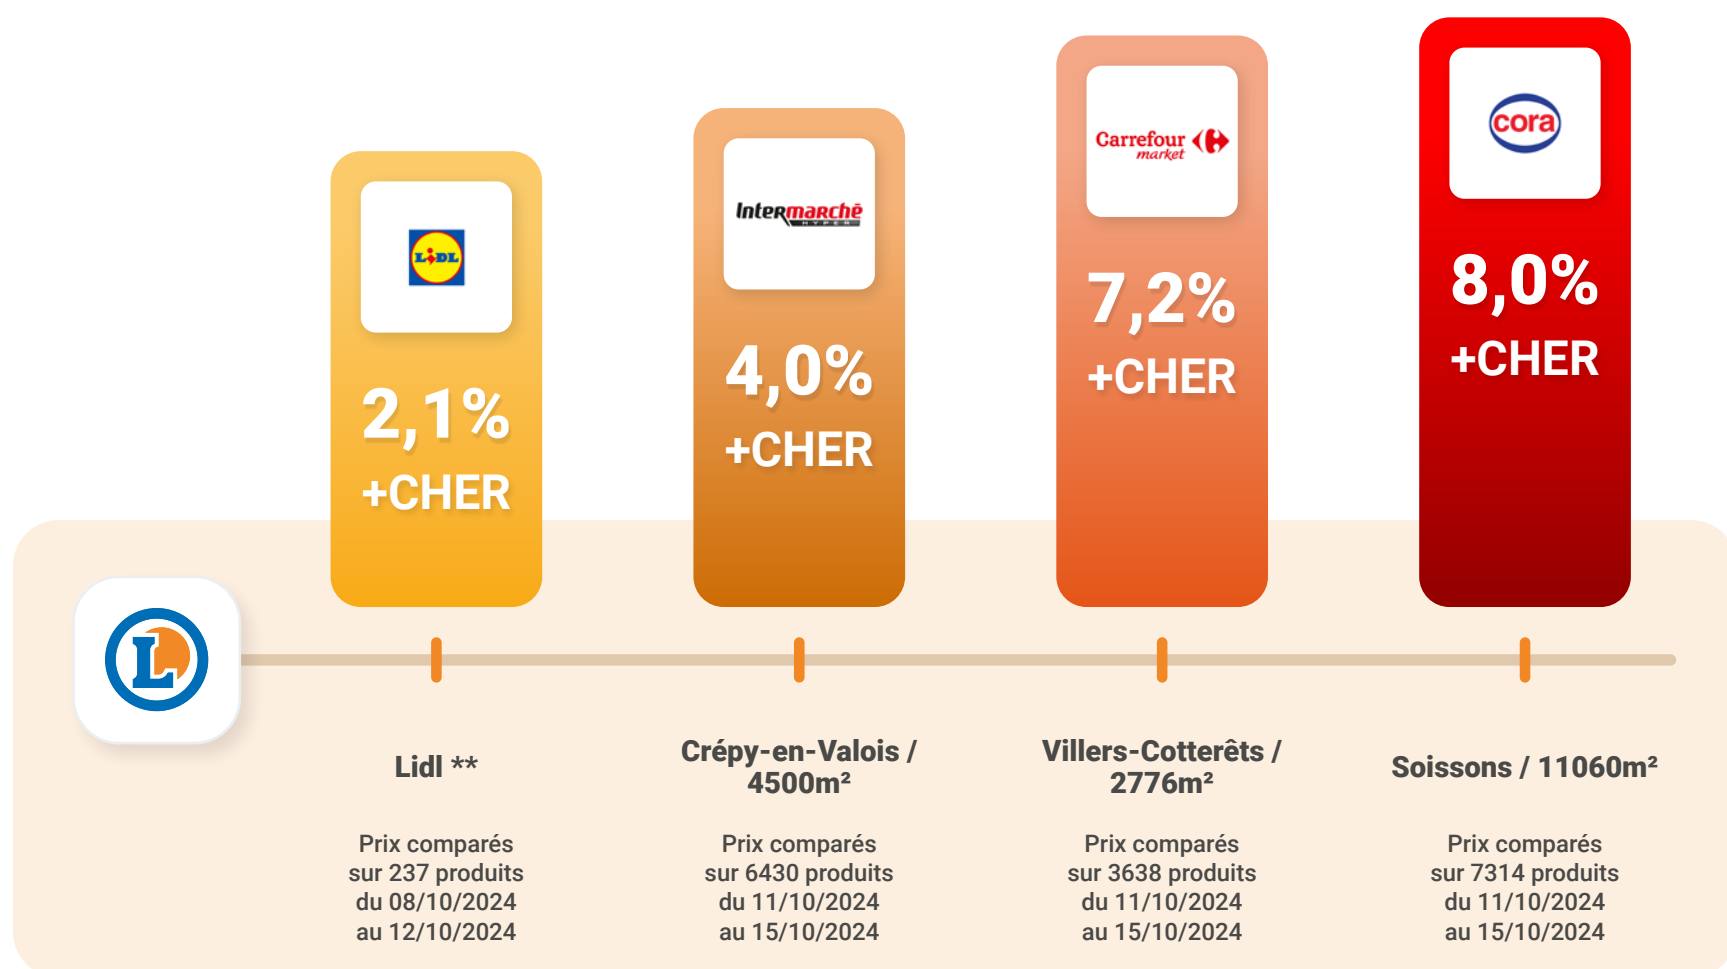 LiDL
2,1%
+CHER
Intermarchē
HYPER
4,0%
+CHER
Carrefour
market
7,2%
+CHER
cora
8,0%
+CHER
L
Lidl **
Prix comparés
sur 237 produits
du 08/10/2024
au 12/10/2024
Crépy-en-Valois /
4500m²
Prix comparés
sur 6430 produits
du 11/10/2024
au 15/10/2024
Villers-Cotterêts /
2776m²
Prix comparés
sur 3638 produits
du 11/10/2024
au 15/10/2024
Soissons / 11060m²
Prix comparés
sur 7314 produits
du 11/10/2024
au 15/10/2024